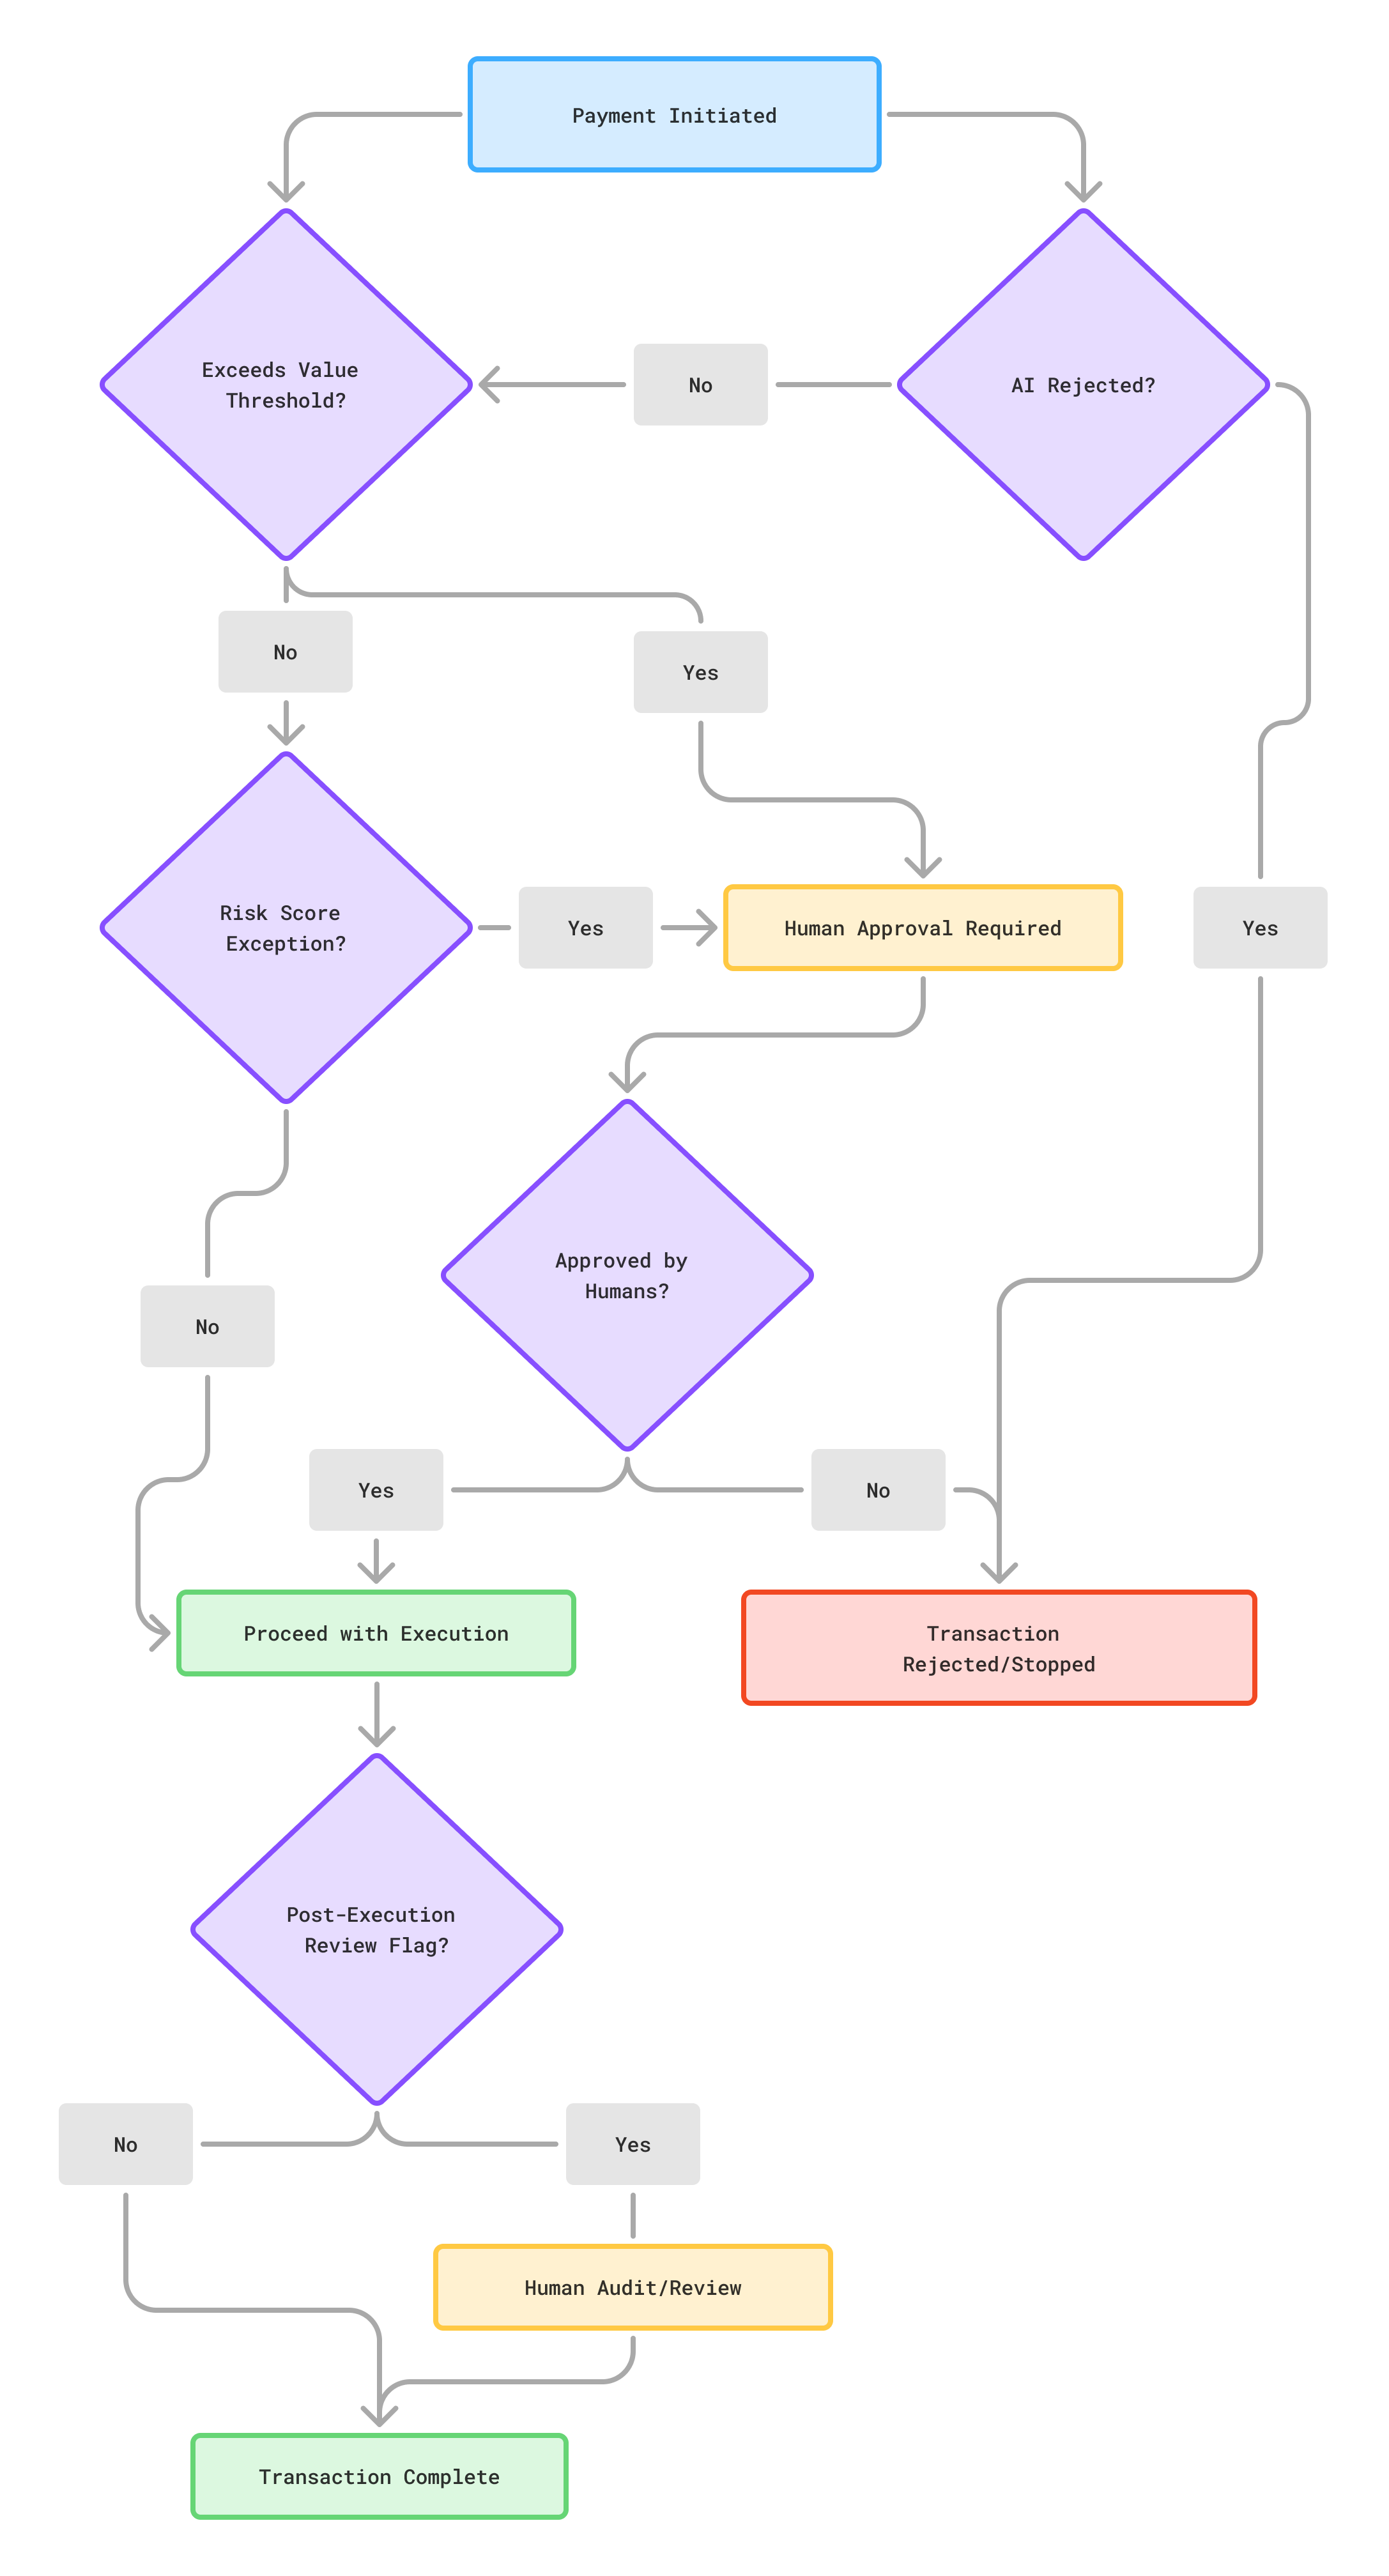 Payment Initiated
Exceeds Value
Threshold?
No
AI Rejected?
No
Yes
Risk Score
Exception?
Yes
Human Approval Required
Yes
Approved by
Humans?
No
Yes
No
Proceed with Execution
Transaction
Rejected/Stopped
Post-Execution
Review Flag?
No
Yes
Human Audit/Review
Transaction Complete